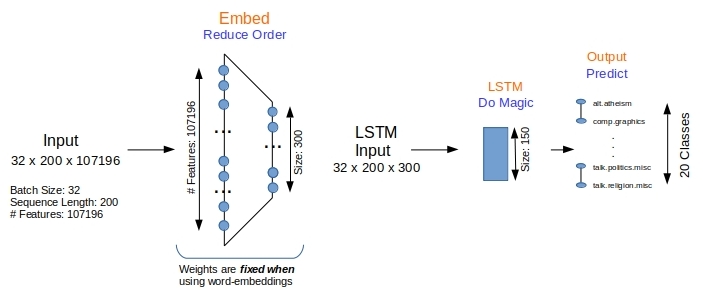 Embed
Reduce Order
# Features: 107196
...
...
...
Size: 300
Input
32 x 200 x 107196
Batch Size: 32
Sequence Length: 200
# Features: 107196
Weights are fixed when
using word-embeddings
LSTM
Input
32 x 200 x 300
LSTM
Do Magic
Size: 150
Output
Predict
alt.atheism
comp.graphics
.
.
.
talk.politics.misc
talk.religion.misc
20 Classes